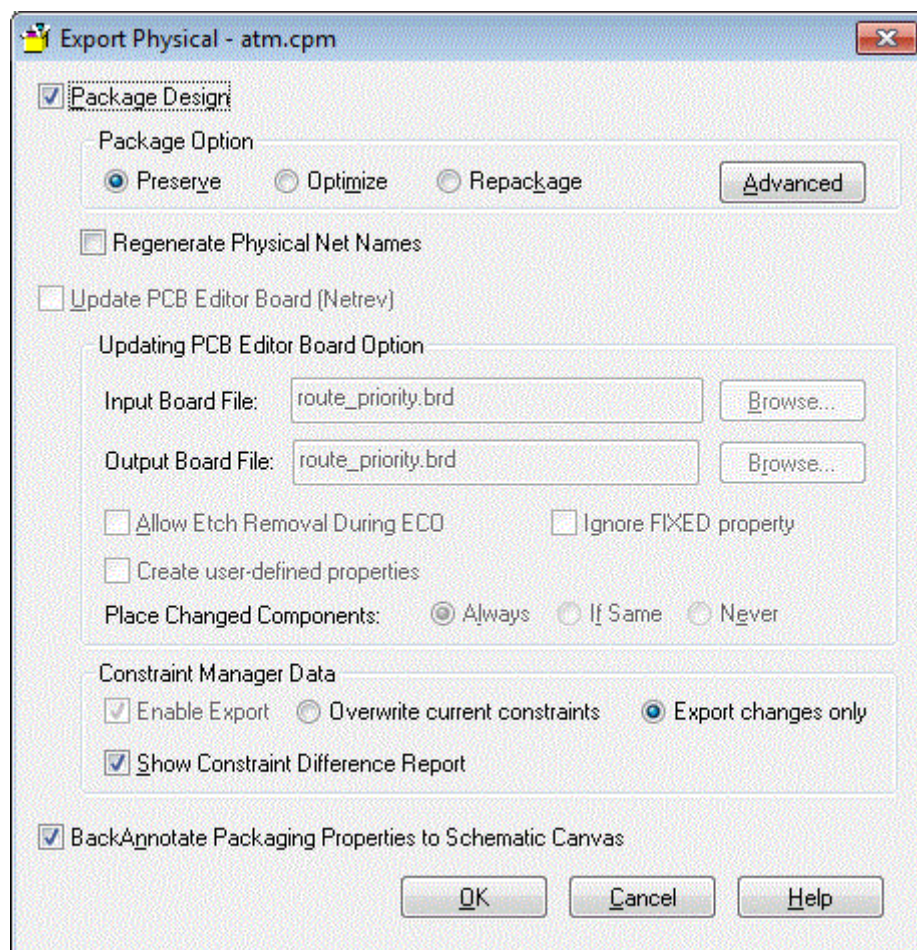 Export Physical - atm.cpm
Package Design
Package Option
Preserve Optimize Repackage Advanced
Regenerate Physical Net Names
Update PCB Editor Board (Netrev)
Updating PCB Editor Board Option
Input Board File: route_priority.brd Browse...
Output Board File: route_priority.brd Browse...
Allow Etch Removal During ECO Ignore FIXED property
Create user-defined properties
Place Changed Components: Always If Same Never
Constraint Manager Data
Enable Export Overwrite current constraints Export changes only
Show Constraint Difference Report
BackAnnotate Packaging Properties to Schematic Canvas
OK Cancel Help